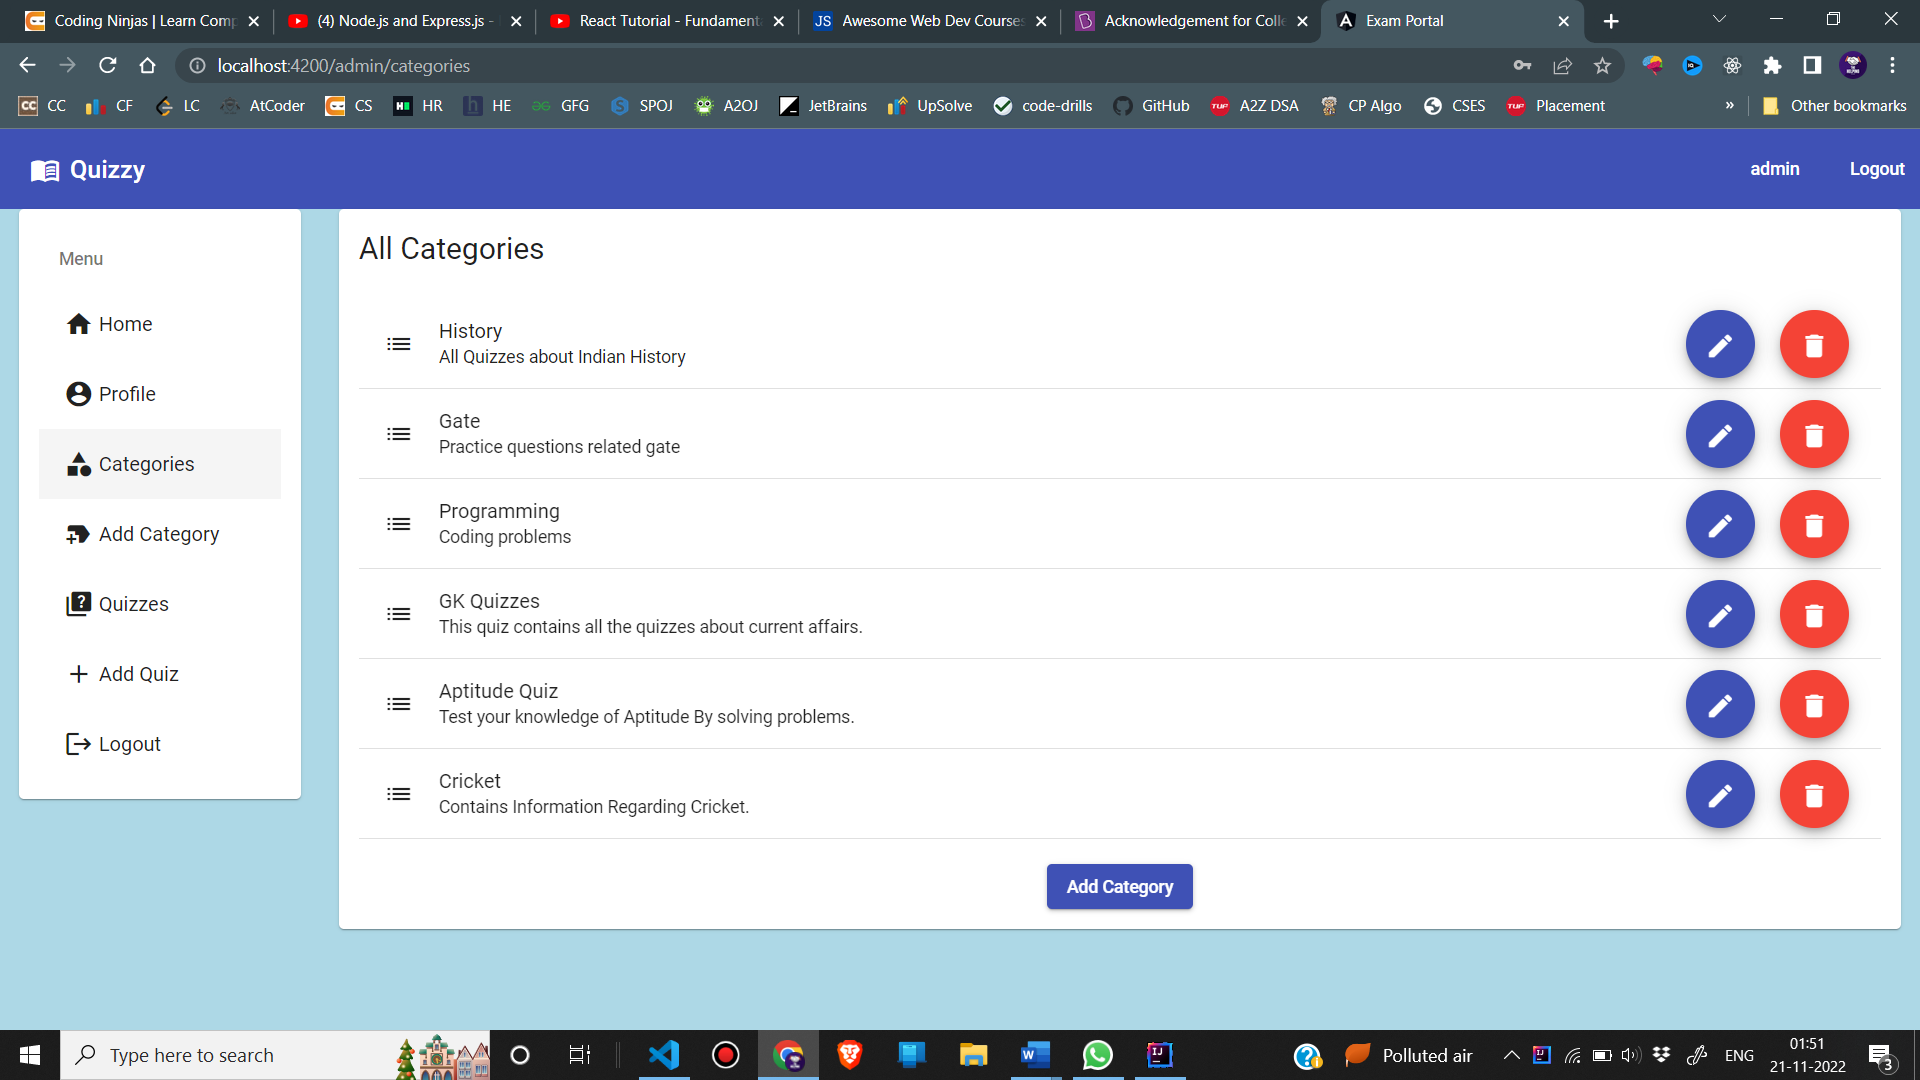 Coding Ninjas | Learn Comp
(4) Node.js and Express.js -
React Tutorial - Fundament
JS Awesome Web Dev Courses
Acknowledgement for Colle
Exam Portal
localhost:4200/admin/categories
CC CC CF LC AtCoder CS HR HE GFG SPOJ A2OJ JetBrains UpSolve code-drills GitHub TUF A2Z DSA CP Algo CSES TUF Placement » Other bookmarks
Quizzy
admin
Logout
Menu
Home
Profile
Categories
Add Category
Quizzes
Add Quiz
Logout
All Categories
History
All Quizzes about Indian History
Gate
Practice questions related gate
Programming
Coding problems
GK Quizzes
This quiz contains all the quizzes about current affairs.
Aptitude Quiz
Test your knowledge of Aptitude By solving problems.
Cricket
Contains Information Regarding Cricket.
Add Category
Type here to search
Polluted air
ENG
01:51
21-11-2022
3